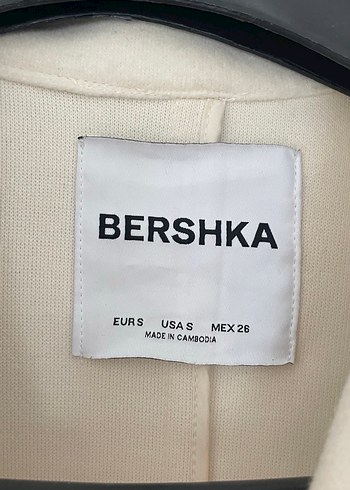 BERSHKA
EUR S USA S MEX 26
MADE IN CAMBODIA